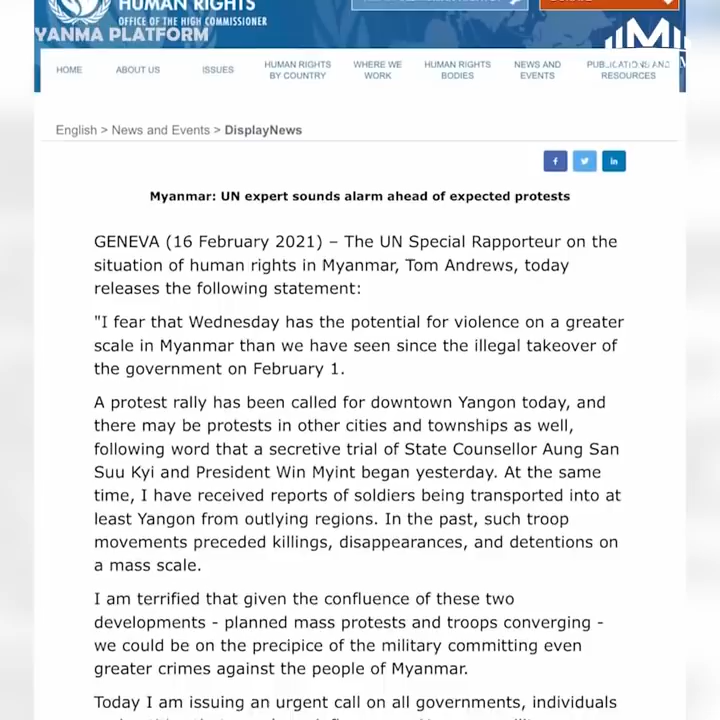 HUMAN RIGHTS
OFFICE OF THE HIGH COMMISSIONER
YANMA PLATFORM
HOME
ABOUT US
ISSUES
HUMAN RIGHTS
BY COUNTRY
WHERE WE
WORK
HUMAN RIGHTS
BODIES
NEWS AND
EVENTS
PUBLICATIONS AND
RESOURCES
English > News and Events > DisplayNews
Myanmar: UN expert sounds alarm ahead of expected protests
GENEVA (16 February 2021) – The UN Special Rapporteur on the
situation of human rights in Myanmar, Tom Andrews, today
releases the following statement:
"I fear that Wednesday has the potential for violence on a greater
scale in Myanmar than we have seen since the illegal takeover of
the government on February 1.
A protest rally has been called for downtown Yangon today, and
there may be protests in other cities and townships as well,
following word that a secretive trial of State Counsellor Aung San
Suu Kyi and President Win Myint began yesterday. At the same
time, I have received reports of soldiers being transported into at
least Yangon from outlying regions. In the past, such troop
movements preceded killings, disappearances, and detentions on
a mass scale.
I am terrified that given the confluence of these two
developments - planned mass protests and troops converging -
we could be on the precipice of the military committing even
greater crimes against the people of Myanmar.
Today I am issuing an urgent call on all governments, individuals